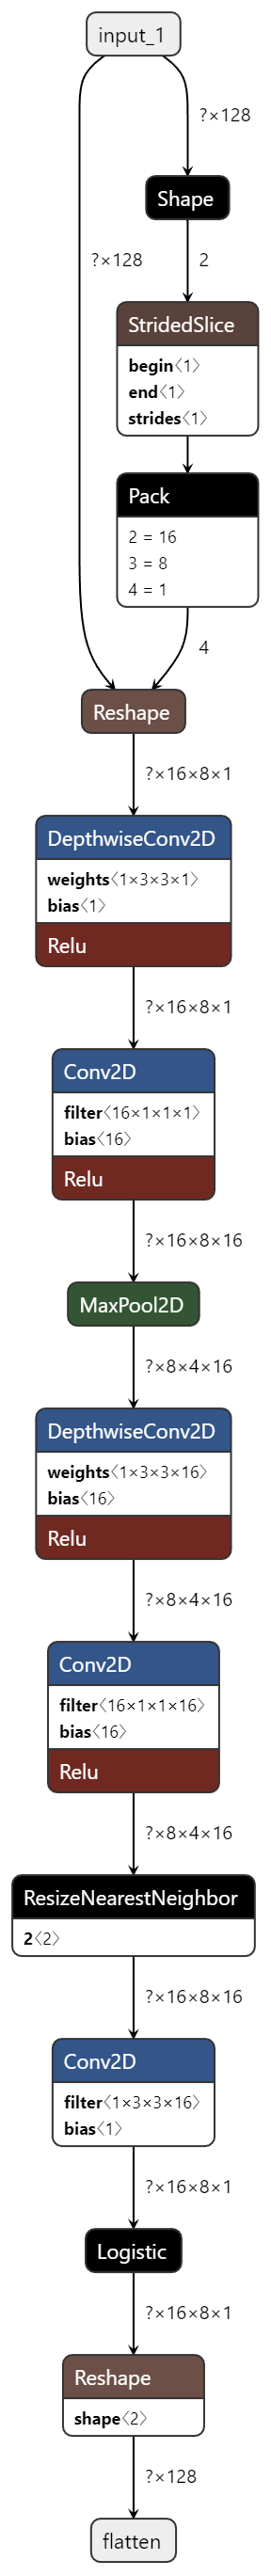 input_1
?×128
?×128
Shape
2
StridedSlice
begin⟨1⟩
end⟨1⟩
strides⟨1⟩
Pack
2 = 16
3 = 8
4 = 1
4
Reshape
?×16×8×1
DepthwiseConv2D
weights⟨1×3×3×1⟩
bias⟨1⟩
Relu
?×16×8×1
Conv2D
filter⟨16×1×1×1⟩
bias⟨16⟩
Relu
?×16×8×16
MaxPool2D
?×8×4×16
DepthwiseConv2D
weights⟨1×3×3×16⟩
bias⟨16⟩
Relu
?×8×4×16
Conv2D
filter⟨16×1×1×16⟩
bias⟨16⟩
Relu
?×8×4×16
ResizeNearestNeighbor
2⟨2⟩
?×16×8×16
Conv2D
filter⟨1×3×3×16⟩
bias⟨1⟩
?×16×8×1
Logistic
?×16×8×1
Reshape
shape⟨2⟩
?×128
flatten